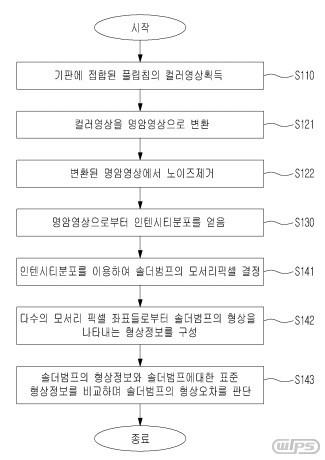 시작
기판에 접합된 플립칩의 컬러영상획득
S110
컬러영상을 명암영상으로 변환
S121
변환된 명암영상에서 노이즈제거
S122
명암영상으로부터 인텐시티분포를 얻음
S130
인텐시티분포를 이용하여 솔더범프의 모서리픽셀 결정
S141
다수의 모서리 픽셀 좌표들로부터 솔더범프의 형상을
나타내는 형상정보를 구성
S142
솔더범프의 형상정보와 솔더범프에대한 표준
형상정보를 비교하며 솔더범프의 형상오차를 판단
S143
종료
wips